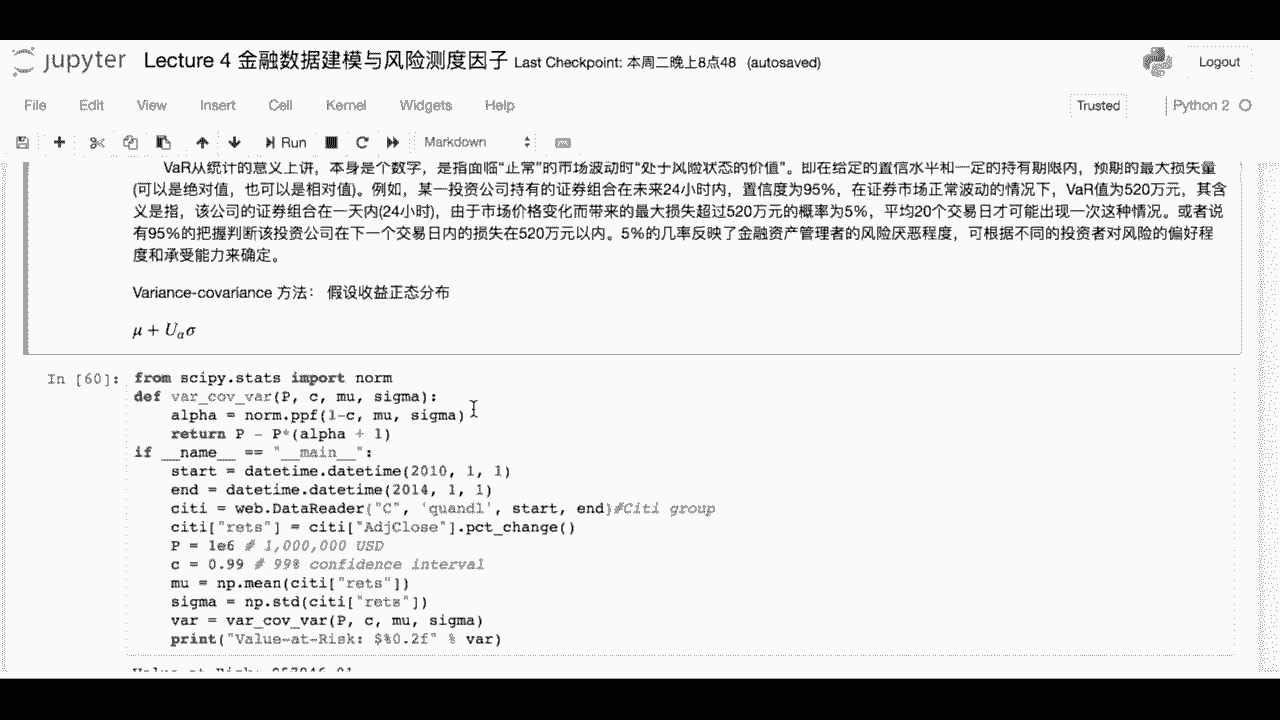 jupyter Lecture 4 金融数据建模与风险测度因子 Last Checkpoint: 本周二晚上8点48 (autosaved) Logout
File Edit View Insert Cell Kernel Widgets Help Trusted Python 2
Run Markdown
VaR从统计的意义上讲，本身是个数字，是指面临“正常”的市场波动时“处于风险状态的价值”。即在给定的置信水平和一定的持有期限内，预期的最大损失量
(可以是绝对值，也可以是相对值)。例如，某一投资公司持有的证券组合在未来24小时内，置信度为95%，在证券市场正常波动的情况下，VaR值为520万元，其含
义是指，该公司的证券组合在一天内(24小时)，由于市场价格变化而带来的最大损失超过520万元的概率为5%，平均20个交易日才可能出现一次这种情况。或者说
有95%的把握判断该投资公司在下一个交易日内的损失在520万元以内。5%的几率反映了金融资产管理者的风险厌恶程度，可根据不同的投资者对风险的偏好程
度和承受能力来确定。
Variance-covariance 方法： 假设收益正态分布
μ + Uασ
In [60]: from scipy.stats import norm
def var_cov_var(P, c, mu, sigma):
alpha = norm.ppf(1-c, mu, sigma)
return P - P*(alpha + 1)
if __name__ == "__main__":
start = datetime.datetime(2010, 1, 1)
end = datetime.datetime(2014, 1, 1)
citi = web.DataReader("C", 'quandl', start, end)#Citi group
citi["rets"] = citi["AdjClose"].pct_change()
P = 1e6 # 1,000,000 USD
c = 0.99 # 99% confidence interval
mu = np.mean(citi["rets"])
sigma = np.std(citi["rets"])
var = var_cov_var(P, c, mu, sigma)
print("Value-at-Risk: $%0.2f" % var)